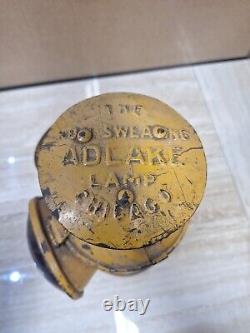 THE
NON SWEATING
ADLAKE
LAMP
CHICAGO